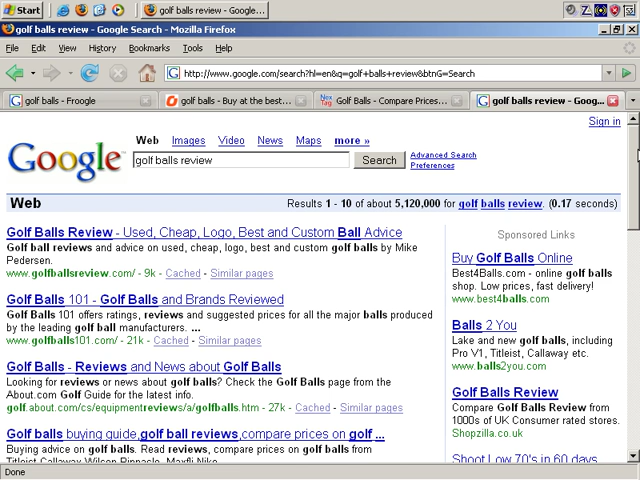 Start
golf balls review - Google...
golf balls review - Google Search - Mozilla Firefox
File Edit View History Bookmarks Tools Help
http://www.google.com/search?hl=en&q=golf+balls+review&btnG=Search
golf balls - Froogle
golf balls - Buy at the best...
Nex Tag
Golf Balls - Compare Prices...
golf balls review - Goog...
Sign in
Web Images Video News Maps more »
Google
golf balls review
Search
Advanced Search
Preferences
Web
Results 1 - 10 of about 5,120,000 for golf balls review. (0.17 seconds)
Golf Balls Review - Used, Cheap, Logo, Best and Custom Ball Advice
Golf ball reviews and advice on used, cheap, logo, best and custom golf balls by Mike
Pedersen.
www.golfballsreview.com/ - 9k - Cached - Similar pages
Golf Balls 101 - Golf Balls and Brands Reviewed
Golf Balls 101 offers ratings, reviews and suggested prices for all the major balls produced
by the leading golf ball manufacturers. ...
www.golfballs101.com/ - 21k - Cached - Similar pages
Golf Balls - Reviews and News about Golf Balls
Looking for reviews or news about golf balls? Check the Golf Balls page from the
About.com Golf Guide for the latest info.
golf.about.com/cs/equipmentreviews/a/golfballs.htm - 27k - Cached - Similar pages
Golf balls buying guide,golf ball reviews,compare prices on golf ...
Buying advice on golf balls. Read reviews, compare prices on golf balls from
Titleist,Callaway,Wilson,Pinnacle, Maxfli,Nike
Sponsored Links
Buy Golf Balls Online
Best4Balls.com - online golf balls
shop. Low prices, fast delivery!
www.best4balls.com
Balls 2 You
Lake and new golf balls, including
Pro V1, Titleist, Callaway etc.
www.balls2you.com
Golf Balls Review
Compare Golf Balls Review from
1000s of UK Consumer rated stores.
Shopzilla.co.uk
Shoot Low 70's in 60 days
Done